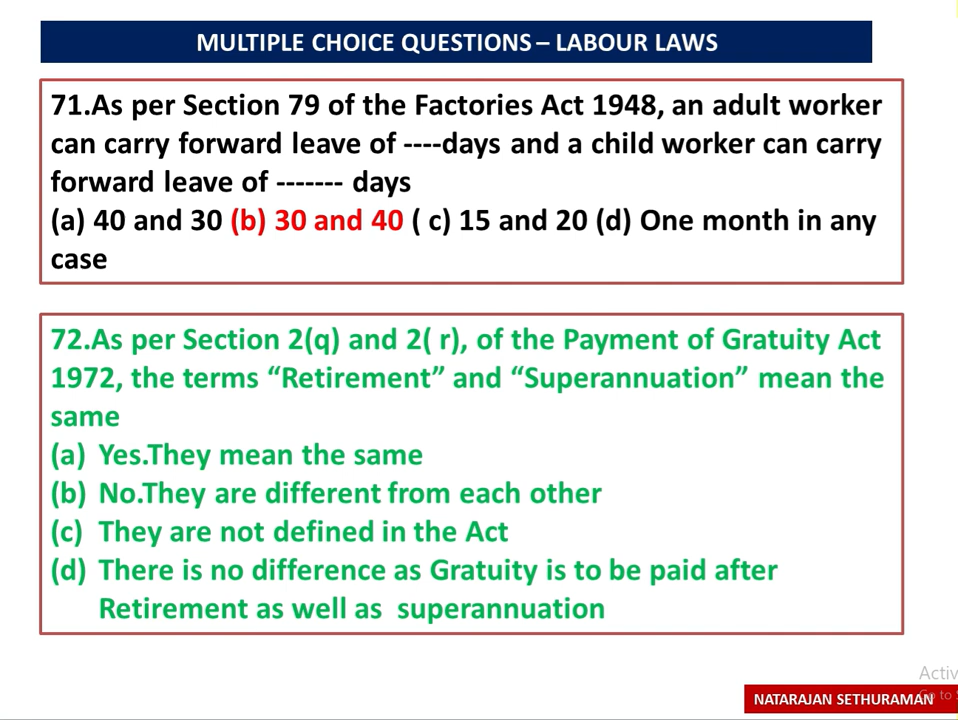 MULTIPLE CHOICE QUESTIONS – LABOUR LAWS
71.As per Section 79 of the Factories Act 1948, an adult worker
can carry forward leave of ----days and a child worker can carry
forward leave of ------- days
(a) 40 and 30 (b) 30 and 40 ( c) 15 and 20 (d) One month in any
case
72.As per Section 2(q) and 2( r), of the Payment of Gratuity Act
1972, the terms “Retirement” and “Superannuation” mean the
same
(a) Yes.They mean the same
(b) No.They are different from each other
(c) They are not defined in the Act
(d) There is no difference as Gratuity is to be paid after
Retirement as well as superannuation
Activ
Go to S
NATARAJAN SETHURAMAN